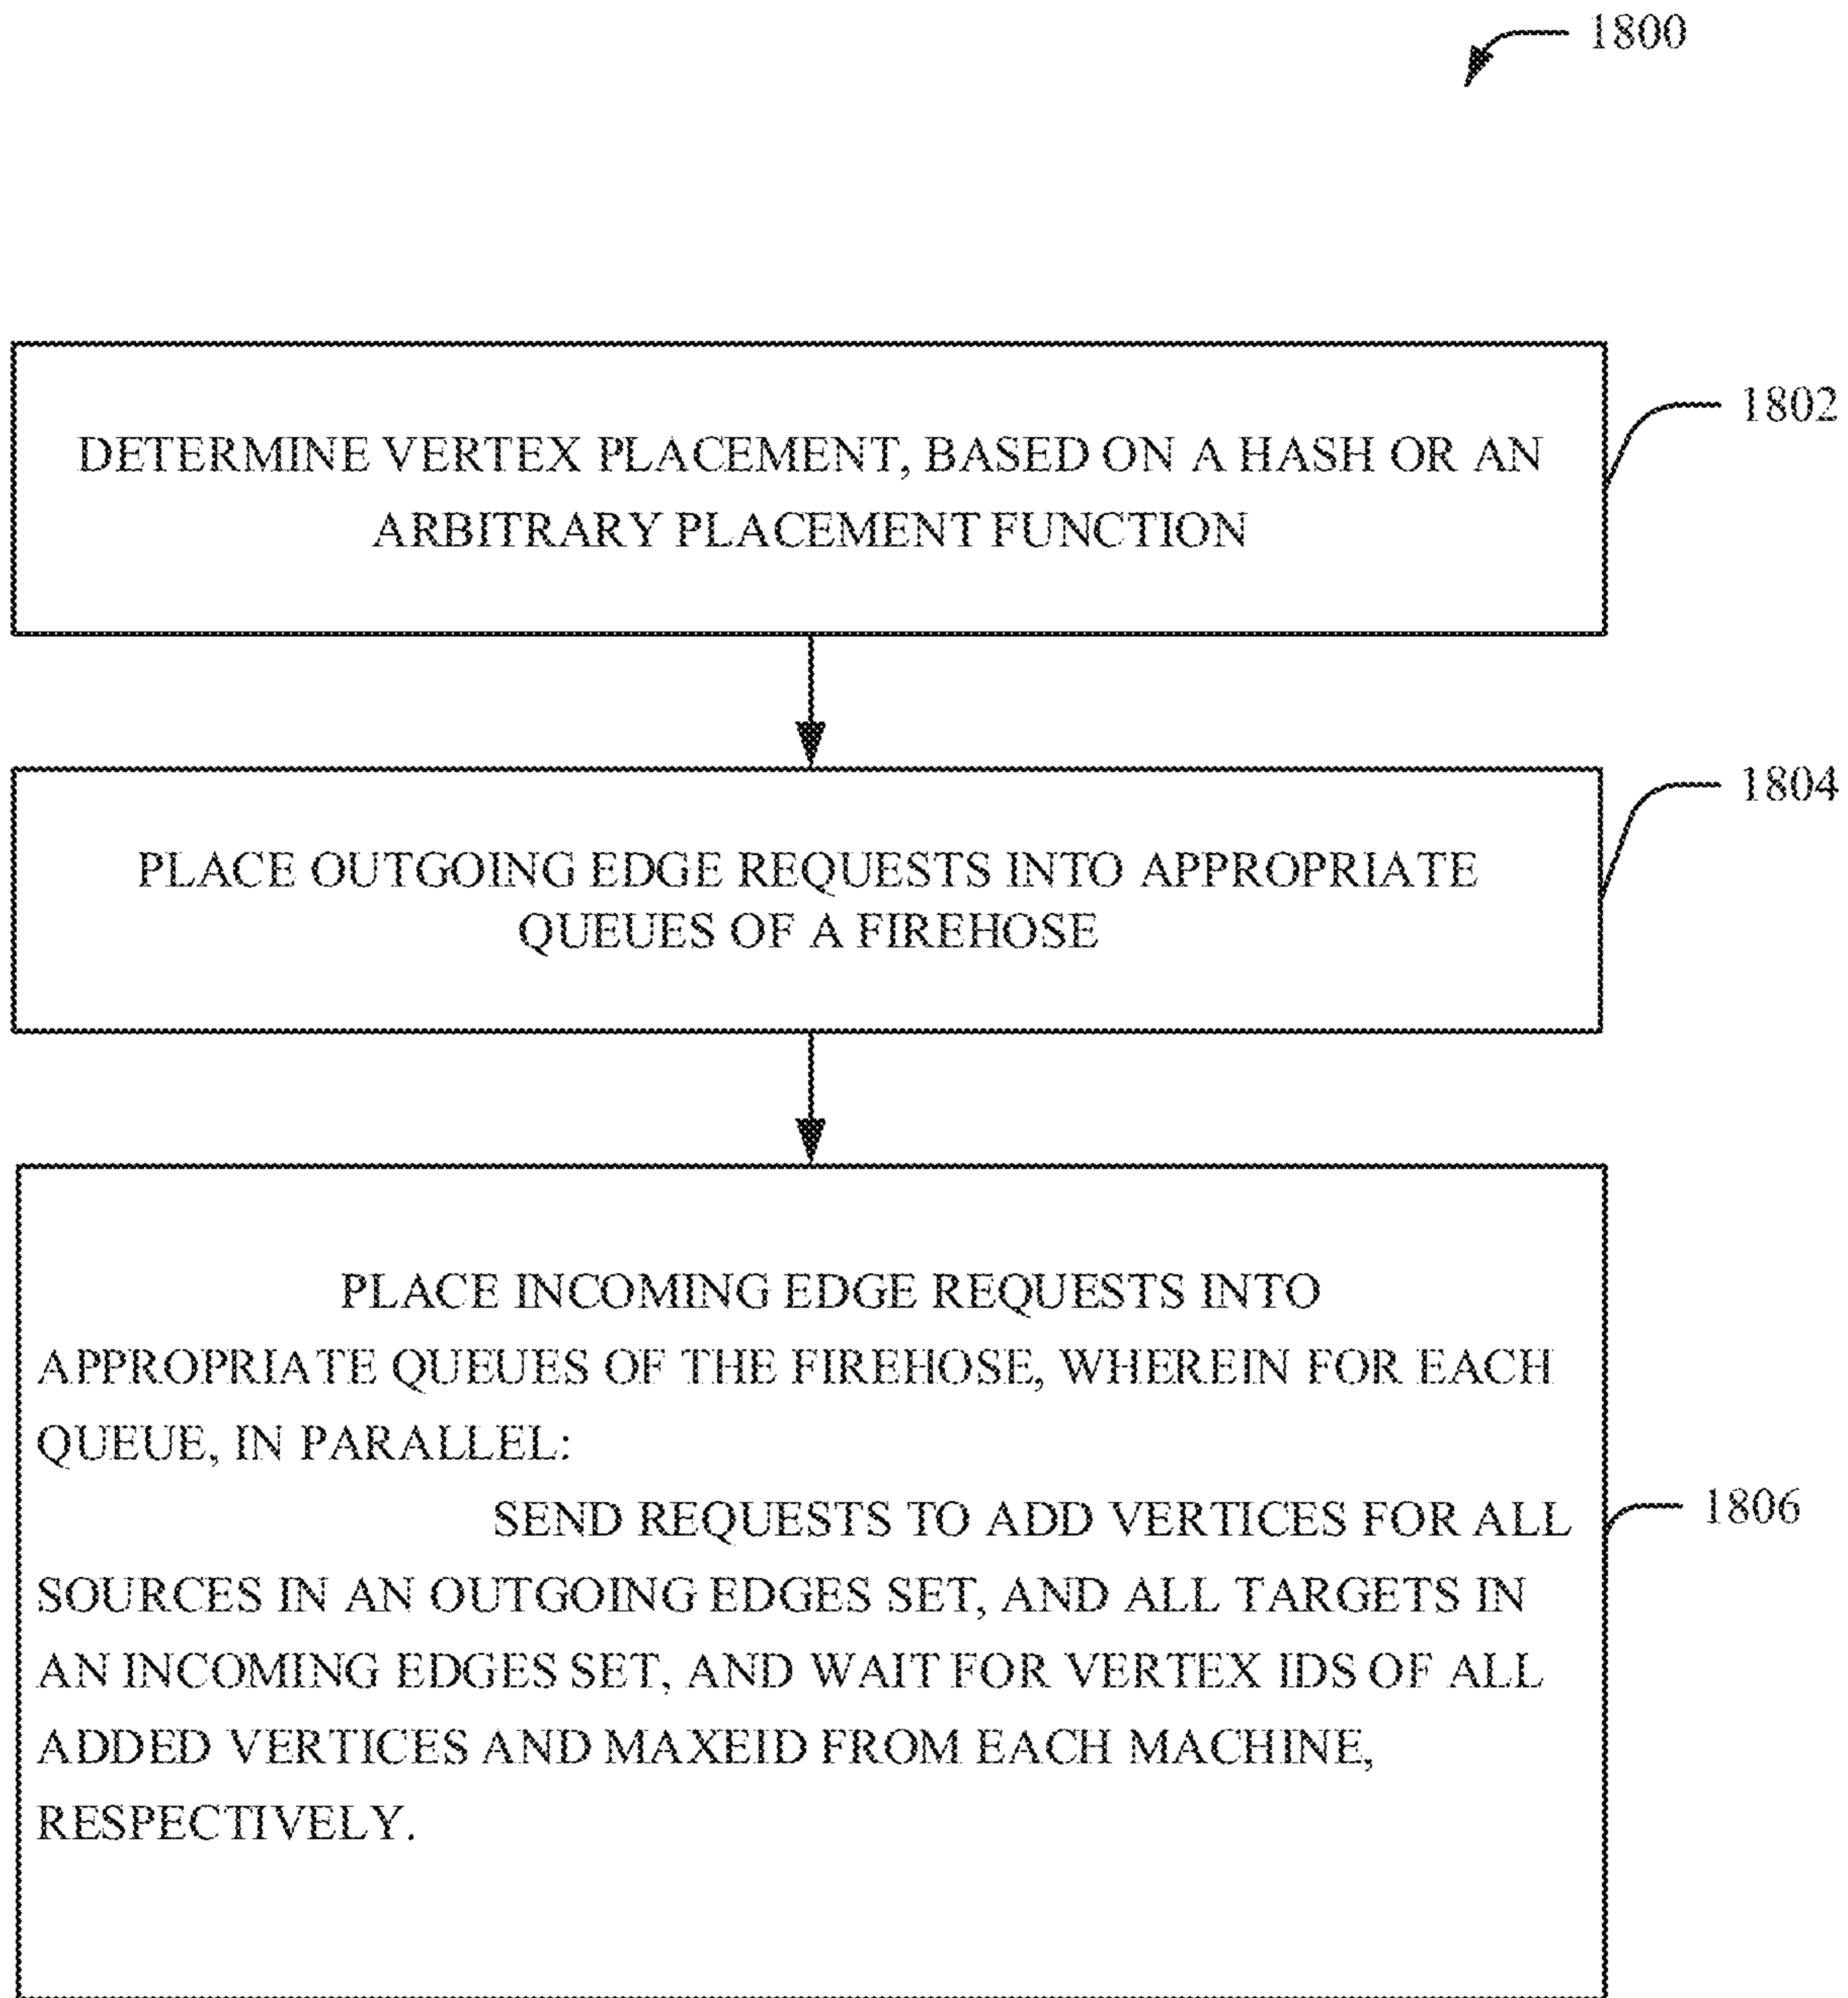 1800
DETERMINE VERTEX PLACEMENT, BASED ON A HASH OR AN
ARBITRARY PLACEMENT FUNCTION
1802
PLACE OUTGOING EDGE REQUESTS INTO APPROPRIATE
QUEUES OF A FIREHOSE
1804
PLACE INCOMING EDGE REQUESTS INTO
APPROPRIATE QUEUES OF THE FIREHOSE, WHEREIN FOR EACH
QUEUE, IN PARALLEL:
SEND REQUESTS TO ADD VERTICES FOR ALL
SOURCES IN AN OUTGOING EDGES SET, AND ALL TARGETS IN
AN INCOMING EDGES SET, AND WAIT FOR VERTEX IDS OF ALL
ADDED VERTICES AND MAXEID FROM EACH MACHINE,
RESPECTIVELY.
1806